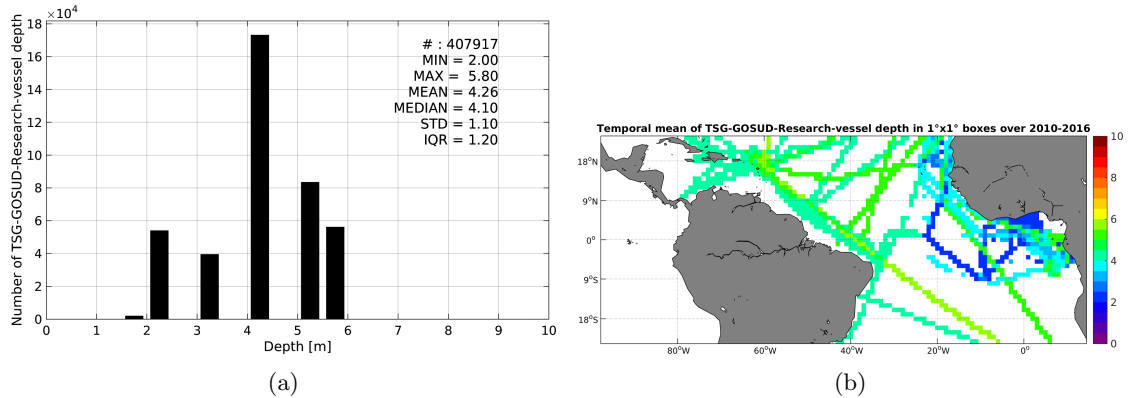 ×10⁴
Number of TSG-GOSUD-Research-vessel depth
18
16
14
12
10
8
6
4
2
0
# : 407917
MIN = 2.00
MAX = 5.80
MEAN = 4.26
MEDIAN = 4.10
STD = 1.10
IQR = 1.20
0 1 2 3 4 5 6 7 8 9 10
Depth [m]
(a)
Temporal mean of TSG-GOSUD-Research-vessel depth in 1°x1° boxes over 2010-2016
18°N
9°N
0°
9°S
18°S
80°W 60°W 40°W 20°W 0°
10
8
6
4
2
0
(b)